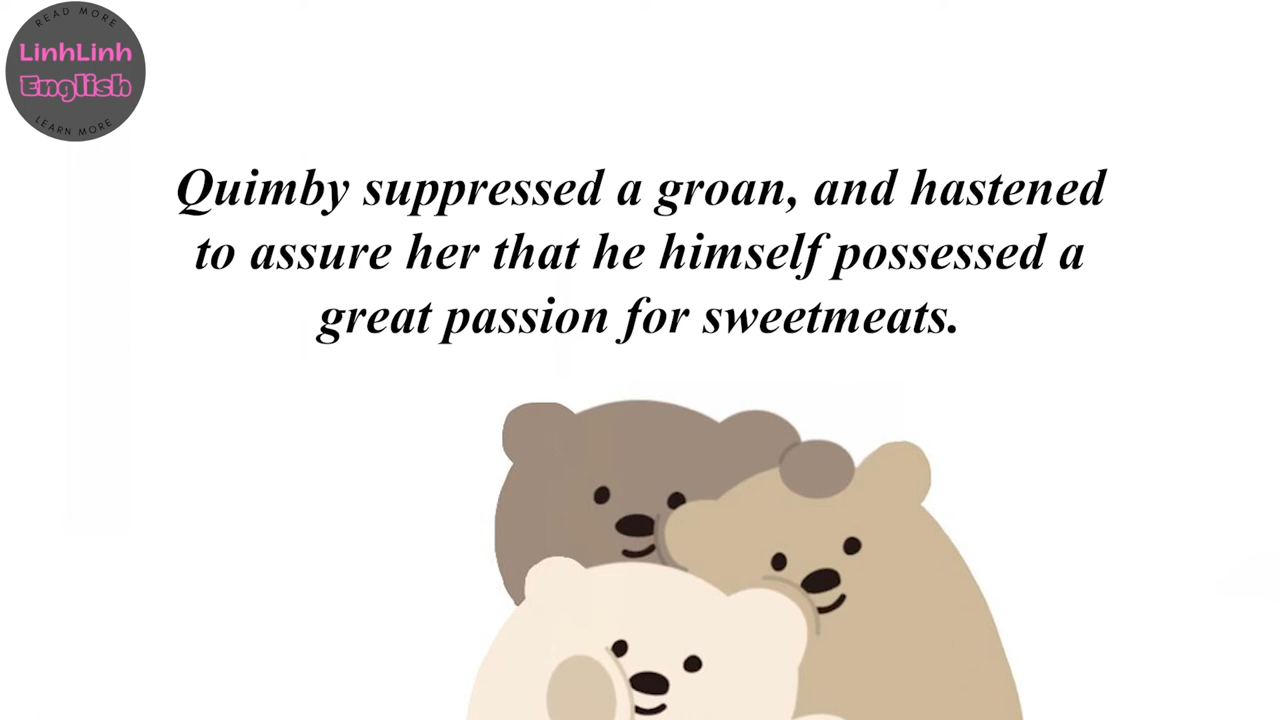 READ MORE
LinhLinh
English
LEARN MORE
Quimby suppressed a groan, and hastened
to assure her that he himself possessed a
great passion for sweetmeats.